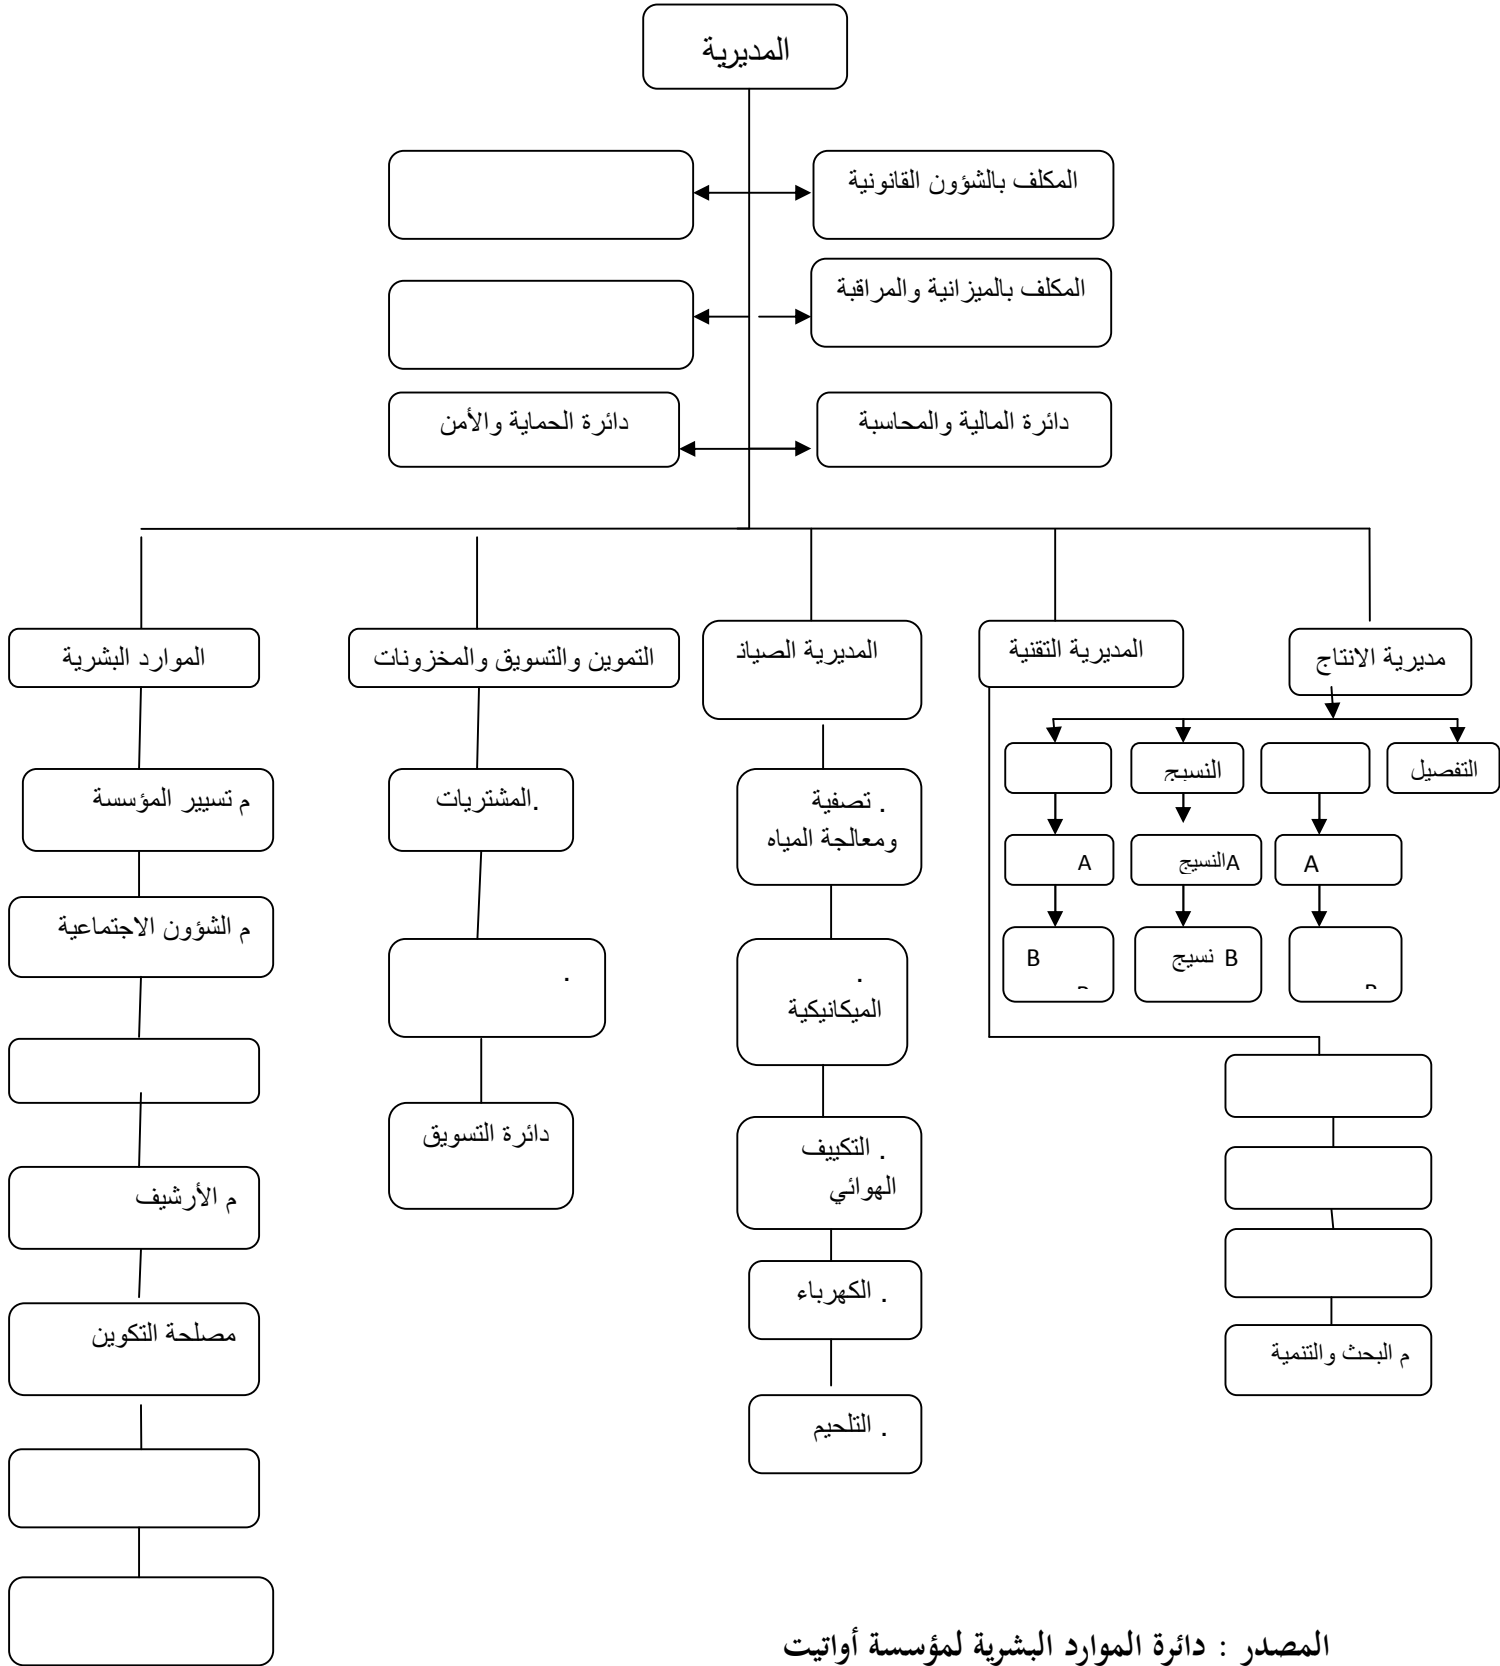 المديرية
المكلف بالشؤون القانونية
المكلف بالميزانية والمراقبة
دائرة المالية والمحاسبة
دائرة الحماية والأمن
مديرية الانتاج
المديرية التقنية
المديرية الصيان
التموين والتسويق والمخزونات
الموارد البشرية
التفصيل
النسيج
A
Aالنسيج
A
B نسيج
B
م البحث والتنمية
. تصفية
ومعالجة المياه
.
الميكانيكية
. التكييف
الهوائي
. الكهرباء
. التلحيم
.المشتريات
.
دائرة التسويق
م تسيير المؤسسة
م الشؤون الاجتماعية
م الأرشيف
مصلحة التكوين
المصدر : دائرة الموارد البشرية لمؤسسة أواتيت